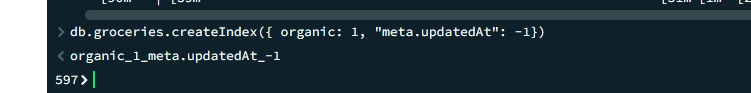 > db.groceries.createIndex({ organic: 1, "meta.updatedAt": -1})
< organic_1_meta.updatedAt_-1
597>